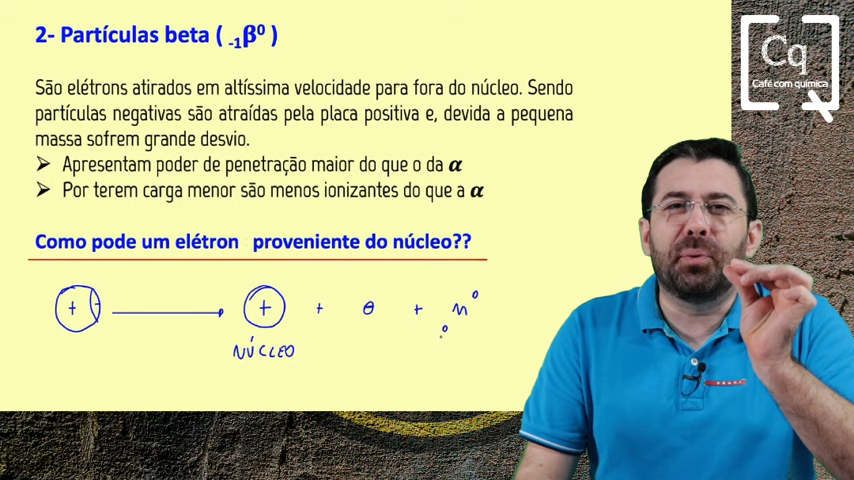 2- Partículas beta ( ₋₁β⁰ )
Cq
Café com química
São elétrons atirados em altíssima velocidade para fora do núcleo. Sendo
partículas negativas são atraídas pela placa positiva e, devida a pequena
massa sofrem grande desvio.
➢ Apresentam poder de penetração maior do que o da α
➢ Por terem carga menor são menos ionizantes do que a α
Como pode um elétron proveniente do núcleo??
+ - → + + e + n⁰
0
NÚCLEO
PRADA